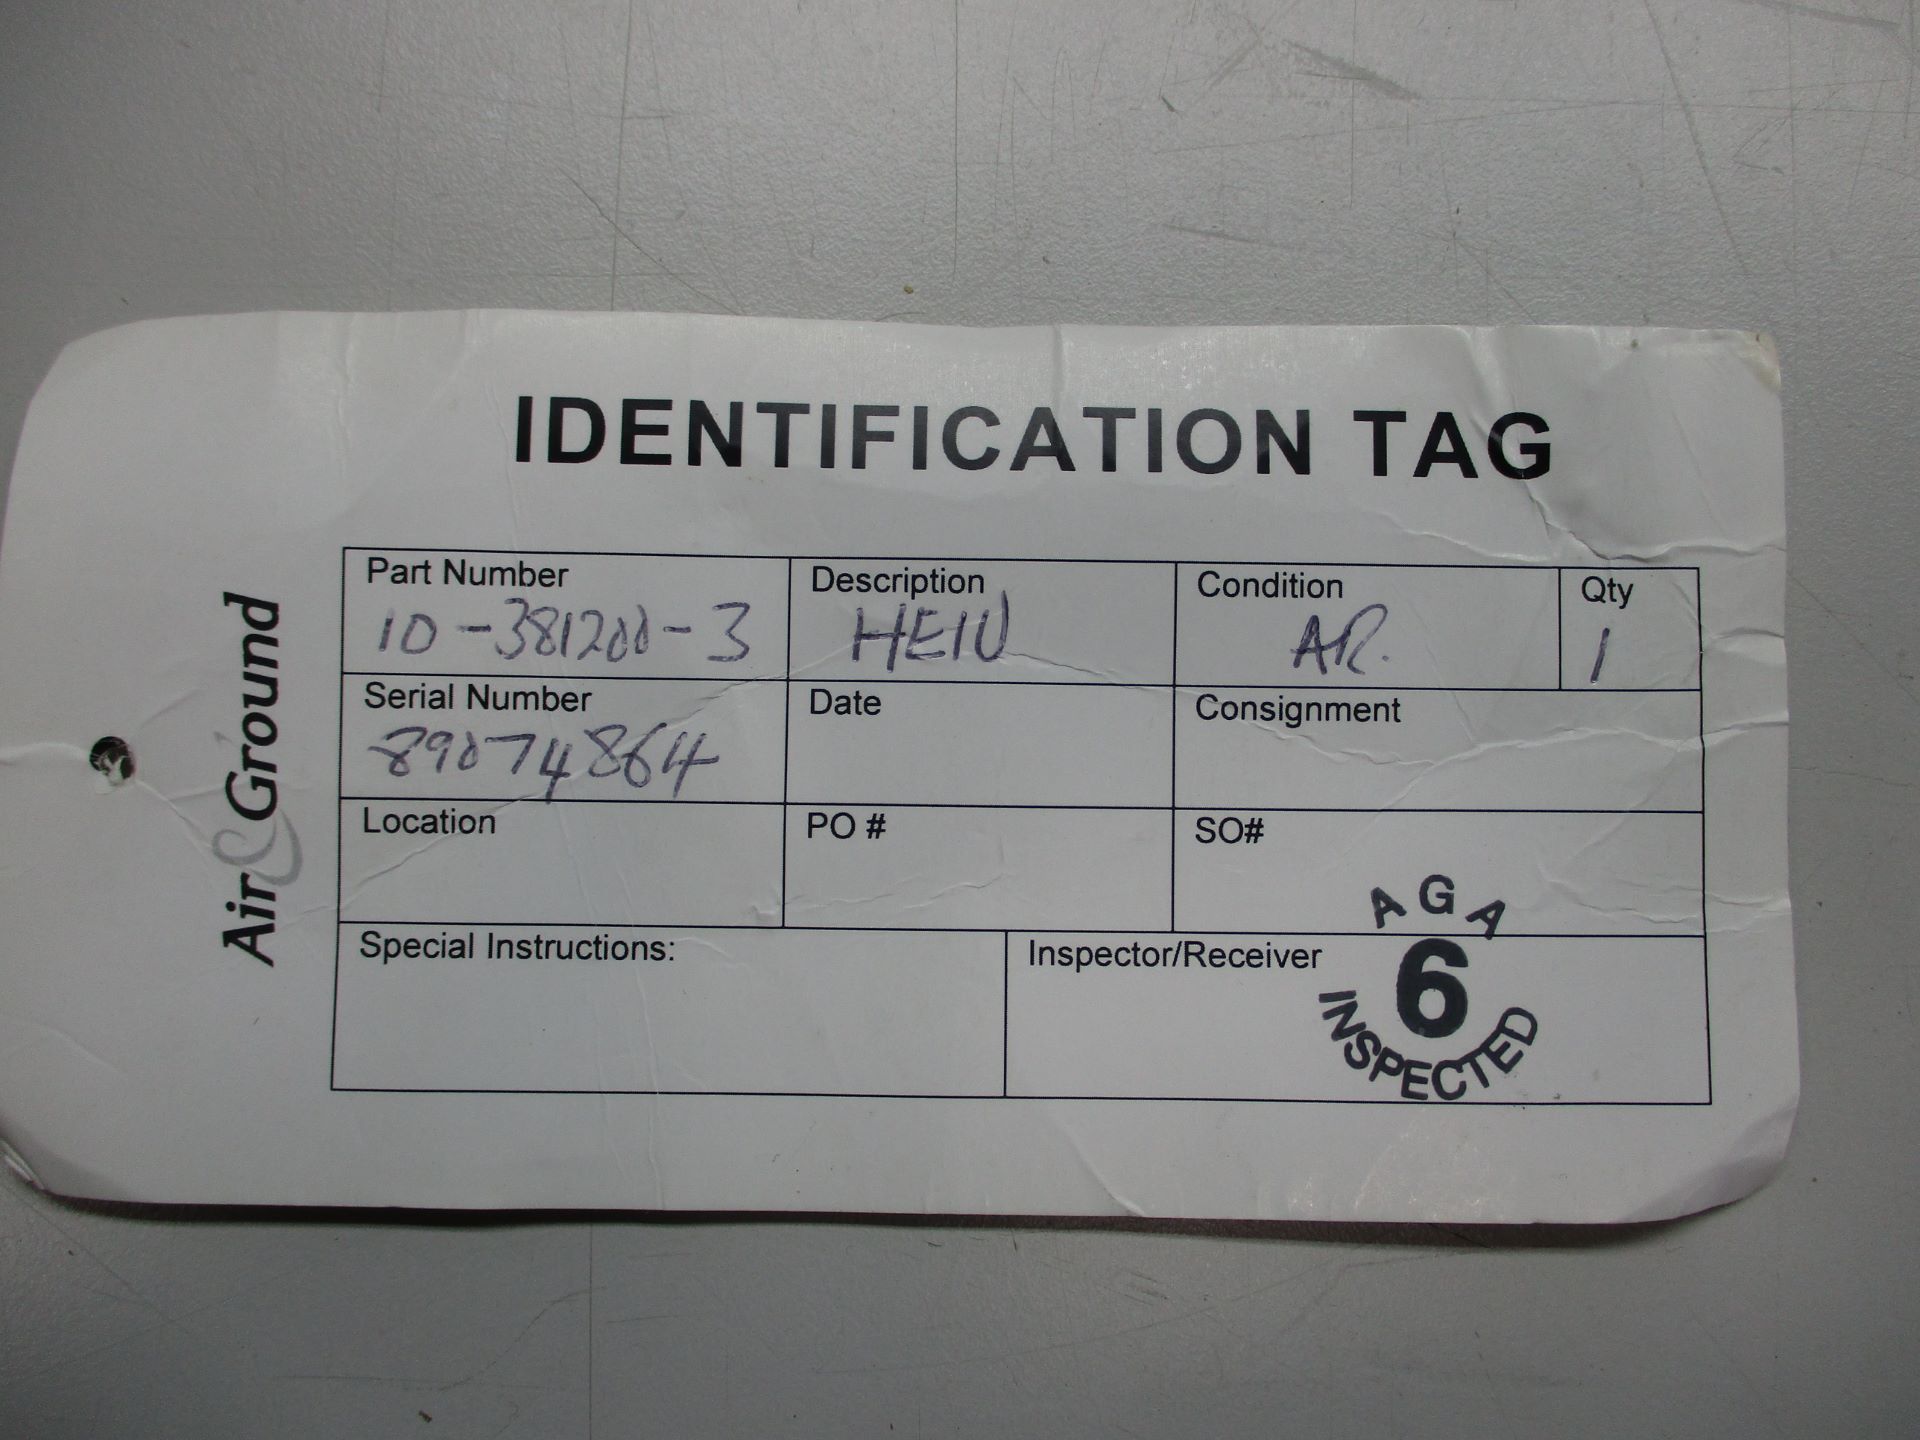 IDENTIFICATION TAG
Air & Ground
Part Number
10-381200-3
Description
HEIU
Condition
AR.
Qty
1
Serial Number
89074864
Date
Consignment
Location
PO #
SO#
Special Instructions:
Inspector/Receiver
AGA
6
INSPECTED